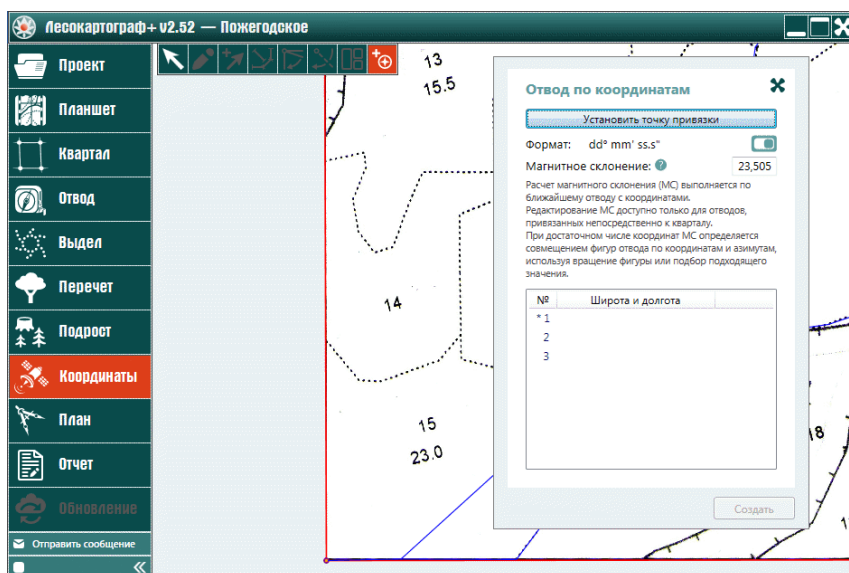 Лесокартограф+ v2.52 — Пожегодское
Проект
Планшет
Квартал
Отвод
Выдел
Перечет
Подрост
Координаты
План
Отчет
Обновление
Отправить сообщение
13
15.5
14
15
23.0
18
Отвод по координатам
Установить точку привязки
Формат: dd° mm' ss.s"
Магнитное склонение: ? 23,505
Расчет магнитного склонения (МС) выполняется по
ближайшему отводу с координатами.
Редактирование МС доступно только для отводов,
привязанных непосредственно к кварталу.
При достаточном числе координат МС определяется
совмещением фигур отвода по координатам и азимутам,
используя вращение фигуры или подбор подходящего
значения.
№ Широта и долгота
* 1
2
3
Создать